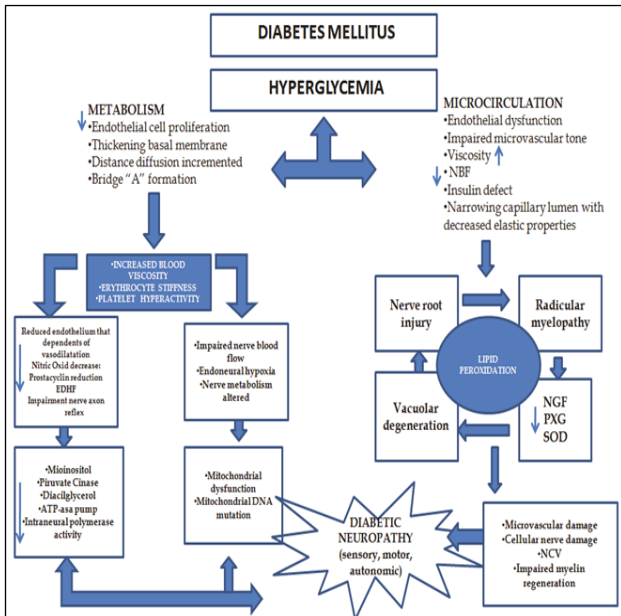 DIABETES MELLITUS
HYPERGLYCEMIA
METABOLISM
•Endothelial cell proliferation
•Thickening basal membrane
•Distance diffusion incremented
•Bridge “A” formation
MICROCIRCULATION
•Endothelial dysfunction
•Impaired microvascular tone
•Viscosity
•NBF
•Insulin defect
•Narrowing capillary lumen with
decreased elastic properties
•INCREASED BLOOD
VISCOSITY
•ERYTHROCYTE STIFFNESS
•PLATELET HYPERACTIVITY
Reduced endothelium that
dependents of
vasodilatation
Nitric Oxid decrease:
Prostacyclin reduction
EDHF
Impairment nerve axon
reflex
•Impaired nerve blood
flow
•Endoneural hypoxia
•Nerve metabolism
altered
Nerve root
injury
Radicular
myelopathy
LIPID
PEROXIDATION
Vacuolar
degeneration
NGF
PXG
SOD
•Mioinositol
•Piruvate Cinase
•Diacilglycerol
•ATP-asa pump
•Intraneural polymerase
activity
•Mitochondrial
dysfunction
•Mitochondrial DNA
mutation
DIABETIC
NEUROPATHY
(sensory, motor,
autonomic)
•Microvascular damage
•Cellular nerve damage
•NCV
•Impaired myelin
regeneration